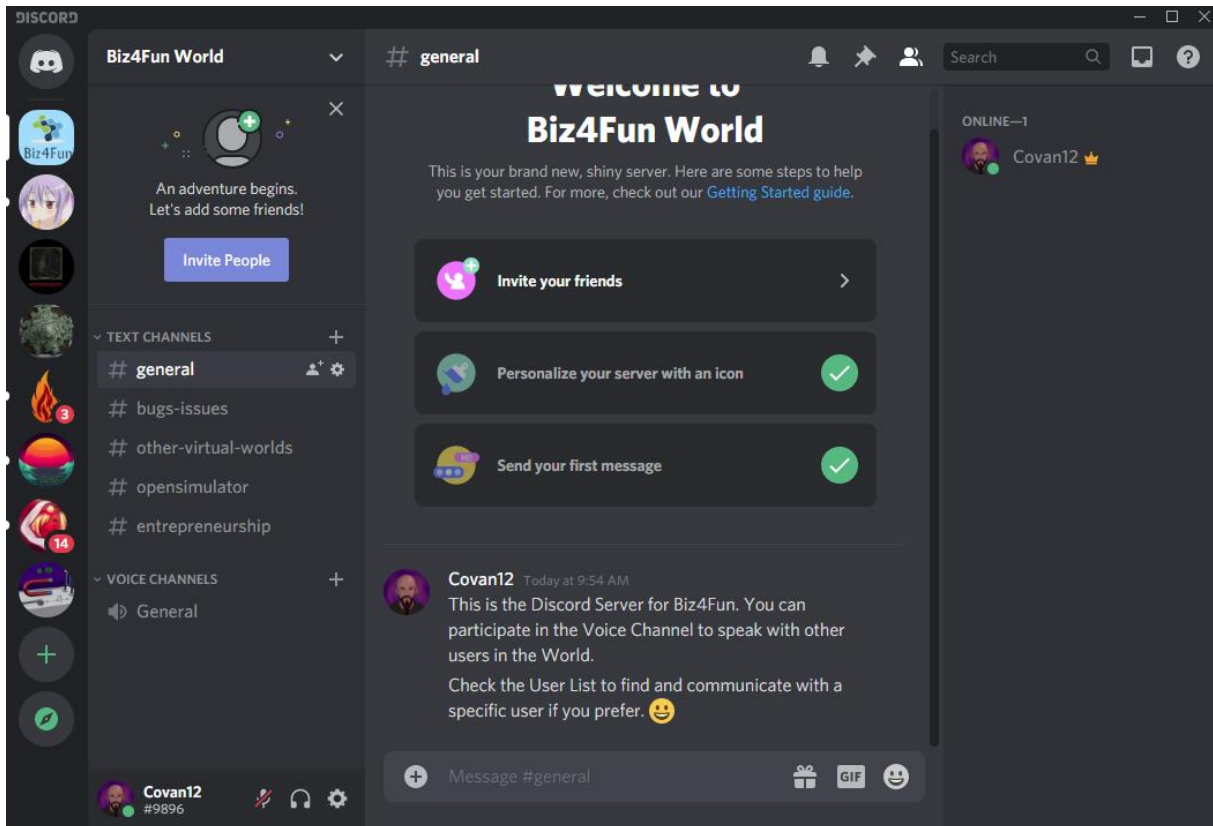 DISCORD
Biz4Fun World
Biz4Fun
3
14
An adventure begins.
Let's add some friends!
Invite People
TEXT CHANNELS
general
bugs-issues
other-virtual-worlds
opensimulator
entrepreneurship
VOICE CHANNELS
General
Covan12
#9896
# general
Search
Welcome to
Biz4Fun World
This is your brand new, shiny server. Here are some steps to help
you get started. For more, check out our Getting Started guide.
Invite your friends
Personalize your server with an icon
Send your first message
Covan12 Today at 9:54 AM
This is the Discord Server for Biz4Fun. You can
participate in the Voice Channel to speak with other
users in the World.
Check the User List to find and communicate with a
specific user if you prefer. 😀
Message #general
GIF
ONLINE—1
Covan12